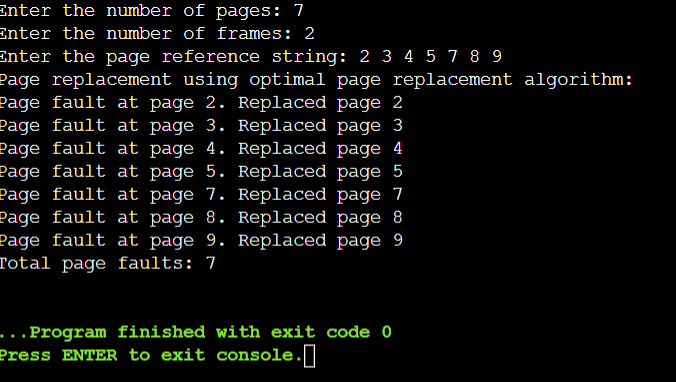 Enter the number of pages: 7
Enter the number of frames: 2
Enter the page reference string: 2 3 4 5 7 8 9
Page replacement using optimal page replacement algorithm:
Page fault at page 2. Replaced page 2
Page fault at page 3. Replaced page 3
Page fault at page 4. Replaced page 4
Page fault at page 5. Replaced page 5
Page fault at page 7. Replaced page 7
Page fault at page 8. Replaced page 8
Page fault at page 9. Replaced page 9
Total page faults: 7
...Program finished with exit code 0
Press ENTER to exit console.